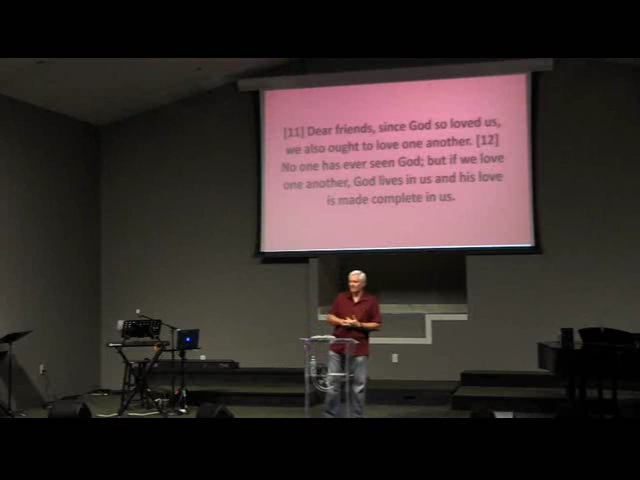 [11] Dear friends, since God so loved us,
we also ought to love one another. [12]
No one has ever seen God; but if we love
one another, God lives in us and his love
is made complete in us.